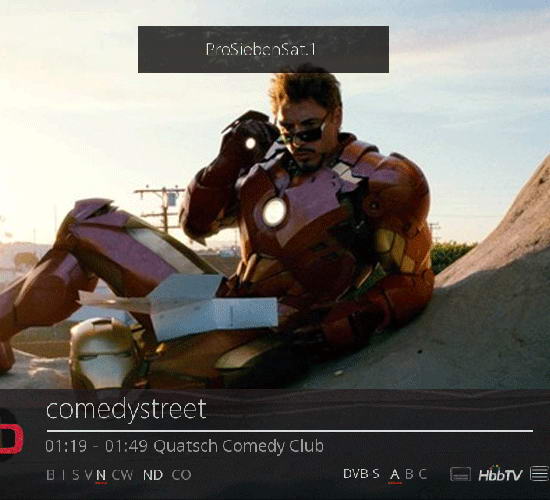 ProSiebenSat.1
comedystreet
01:19 - 01:49 Quatsch Comedy Club
B I S V N CW ND CO DVB-S A B C HbbTV